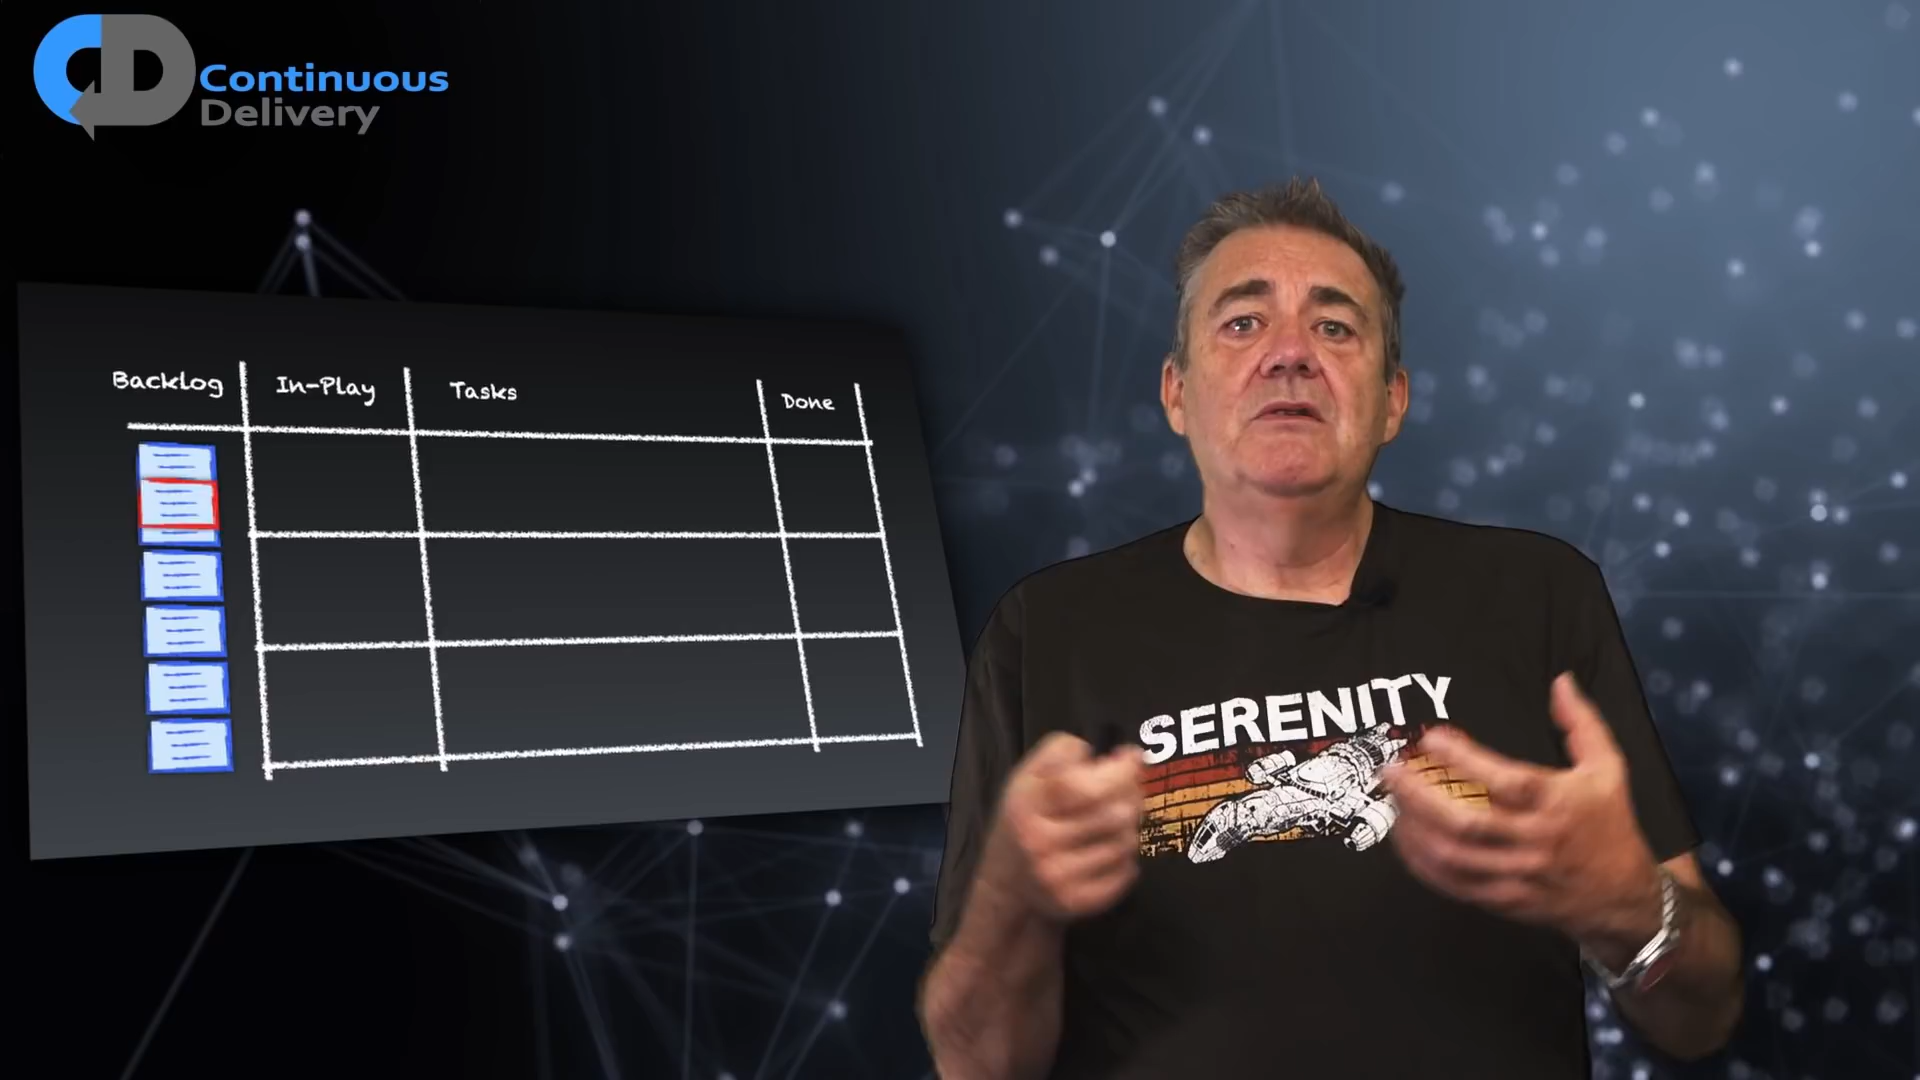 Continuous
Delivery
Backlog
In-Play
Tasks
Done
SERENITY